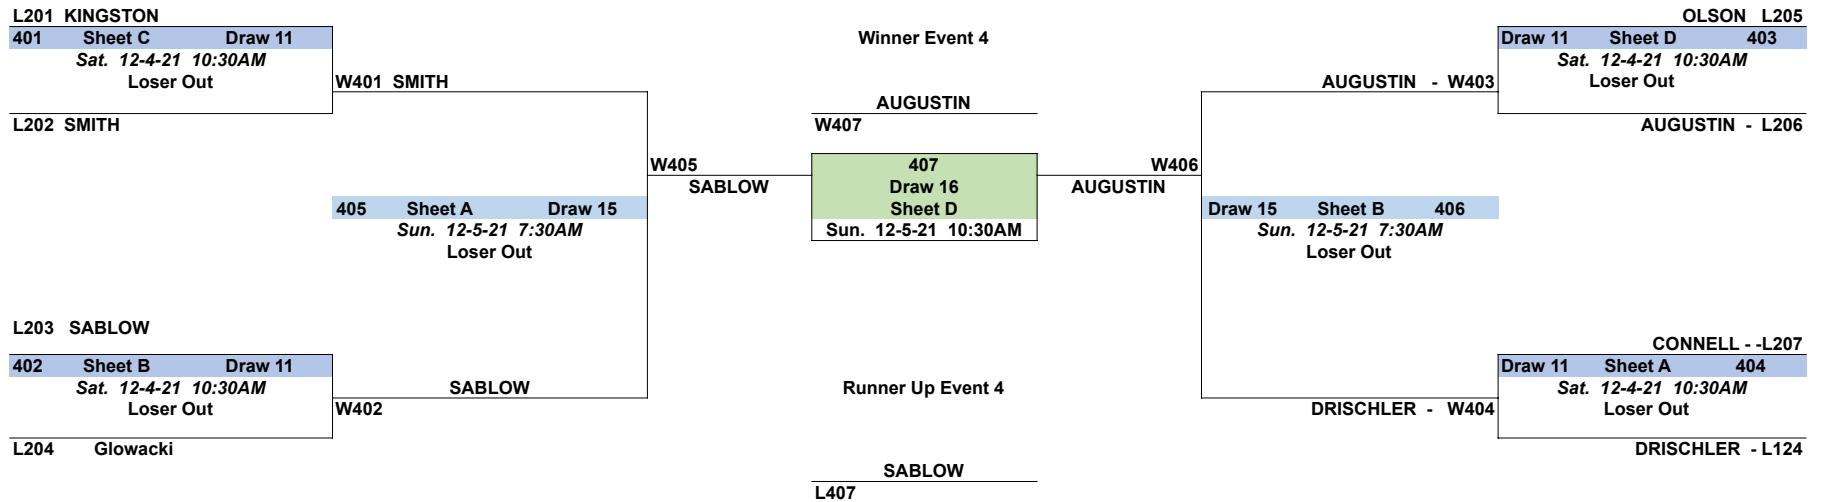 L201 KINGSTON
OLSON L205
401 Sheet C Draw 11
Winner Event 4
Draw 11 Sheet D 403
Sat. 12-4-21 10:30AM
Sat. 12-4-21 10:30AM
Loser Out
W401 SMITH
AUGUSTIN - W403
Loser Out
AUGUSTIN
L202 SMITH
W407
AUGUSTIN - L206
W405
407
W406
SABLOW
Draw 16
AUGUSTIN
405 Sheet A Draw 15
Sheet D
Draw 15 Sheet B 406
Sun. 12-5-21 7:30AM
Sun. 12-5-21 10:30AM
Sun. 12-5-21 7:30AM
Loser Out
Loser Out
L203 SABLOW
CONNELL - -L207
402 Sheet B Draw 11
Draw 11 Sheet A 404
Sat. 12-4-21 10:30AM
SABLOW
Runner Up Event 4
Sat. 12-4-21 10:30AM
Loser Out
W402
DRISCHLER - W404
Loser Out
L204 Glowacki
DRISCHLER - L124
SABLOW
L407